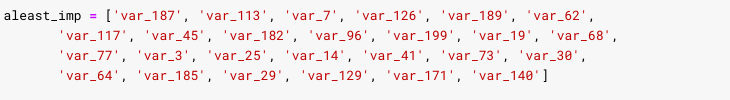 aleast_imp = ['var_187', 'var_113', 'var_7', 'var_126', 'var_189', 'var_62',
'var_117', 'var_45', 'var_182', 'var_96', 'var_199', 'var_19', 'var_68',
'var_77', 'var_3', 'var_25', 'var_14', 'var_41', 'var_73', 'var_30',
'var_64', 'var_185', 'var_29', 'var_129', 'var_171', 'var_140']